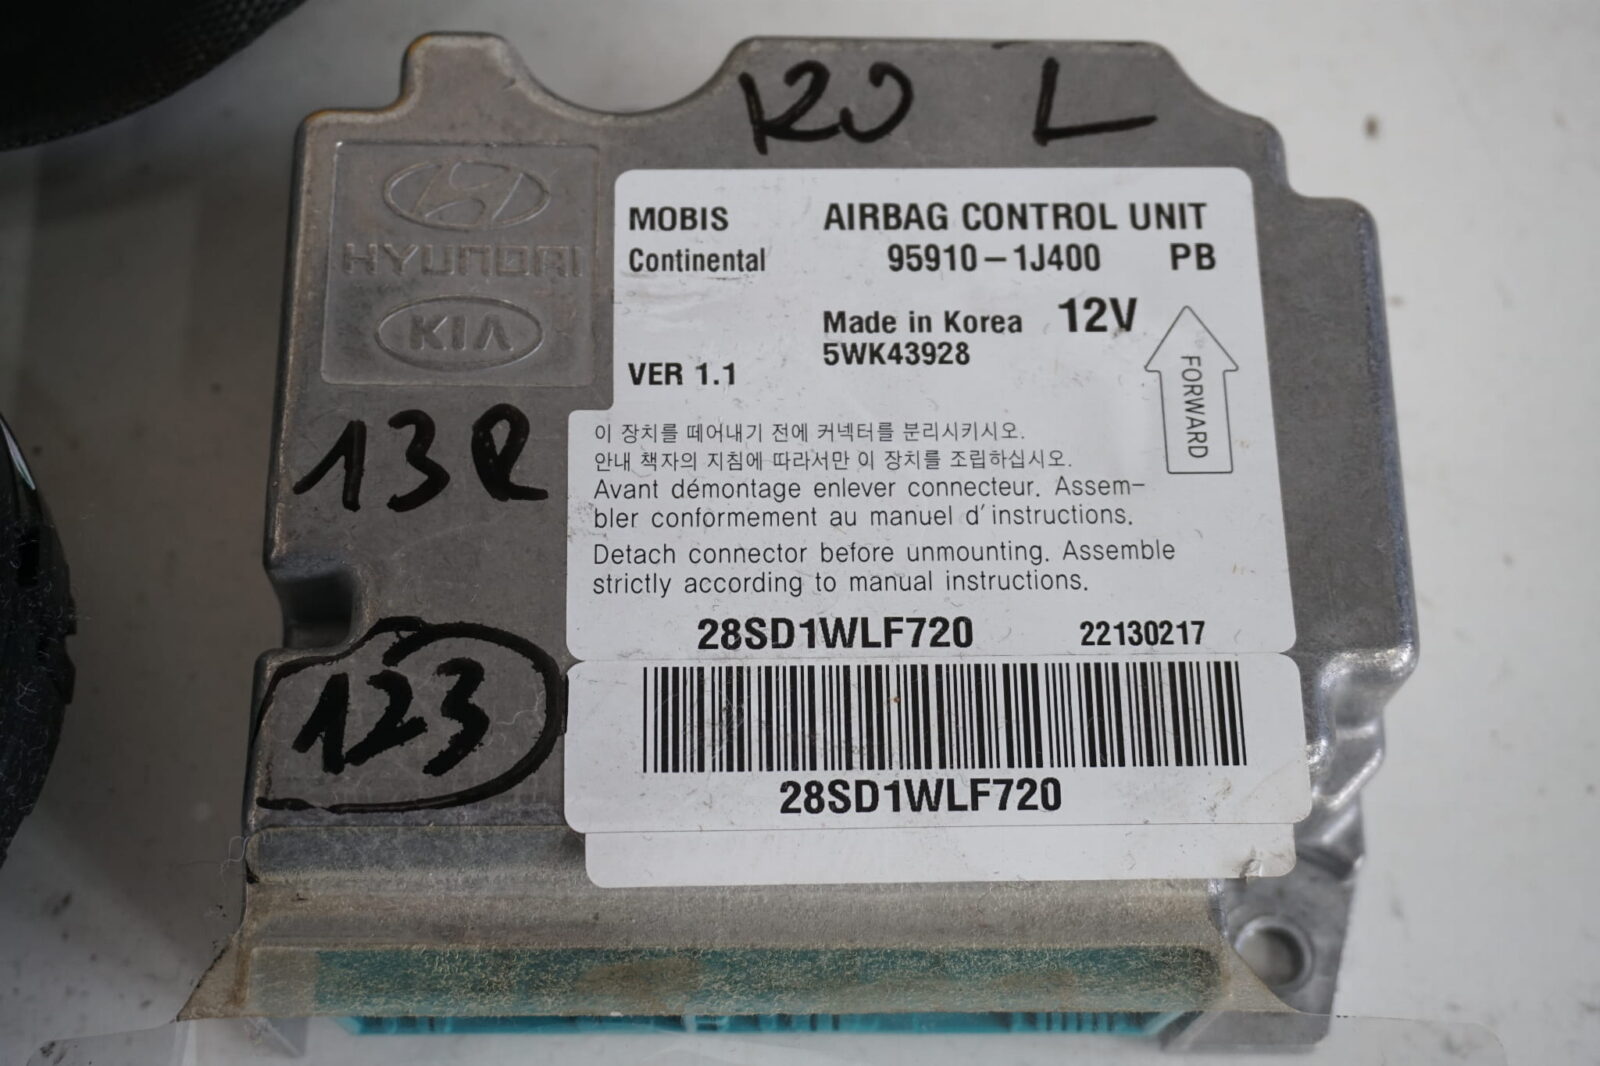 120 L
HYUNDAI
KIA
MOBIS AIRBAG CONTROL UNIT
Continental 95910-1J400 PB
Made in Korea 12V
5WK43928
VER 1.1
FORWARD
이 장치를 떼어내기 전에 커넥터를 분리시키시오.
안내 책자의 지침에 따라서만 이 장치를 조립하십시오.
Avant démontage enlever connecteur. Assem-
bler conformement au manuel d'instructions.
Detach connector before unmounting. Assemble
strictly according to manual instructions.
13R
28SD1WLF720 22130217
123
28SD1WLF720